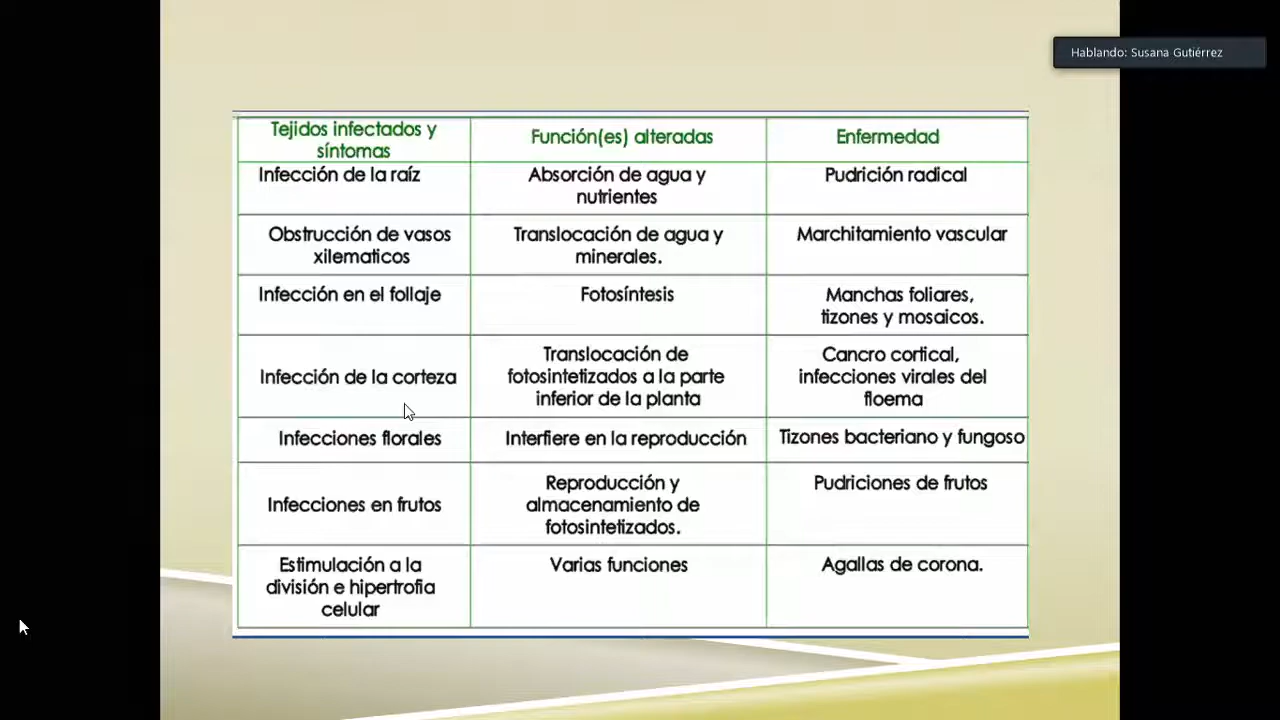 Hablando: Susana Gutiérrez
Tejidos infectados y
síntomas
Función(es) alteradas
Enfermedad
Infección de la raíz
Absorción de agua y
nutrientes
Pudrición radical
Obstrucción de vasos
xilematicos
Translocación de agua y
minerales.
Marchitamiento vascular
Infección en el follaje
Fotosíntesis
Manchas foliares,
tizones y mosaicos.
Infección de la corteza
Translocación de
fotosintetizados a la parte
inferior de la planta
Cancro cortical,
infecciones virales del
floema
Infecciones florales
Interfiere en la reproducción
Tizones bacteriano y fungoso
Infecciones en frutos
Reproducción y
almacenamiento de
fotosintetizados.
Pudriciones de frutos
Estimulación a la
división e hipertrofia
celular
Varias funciones
Agallas de corona.